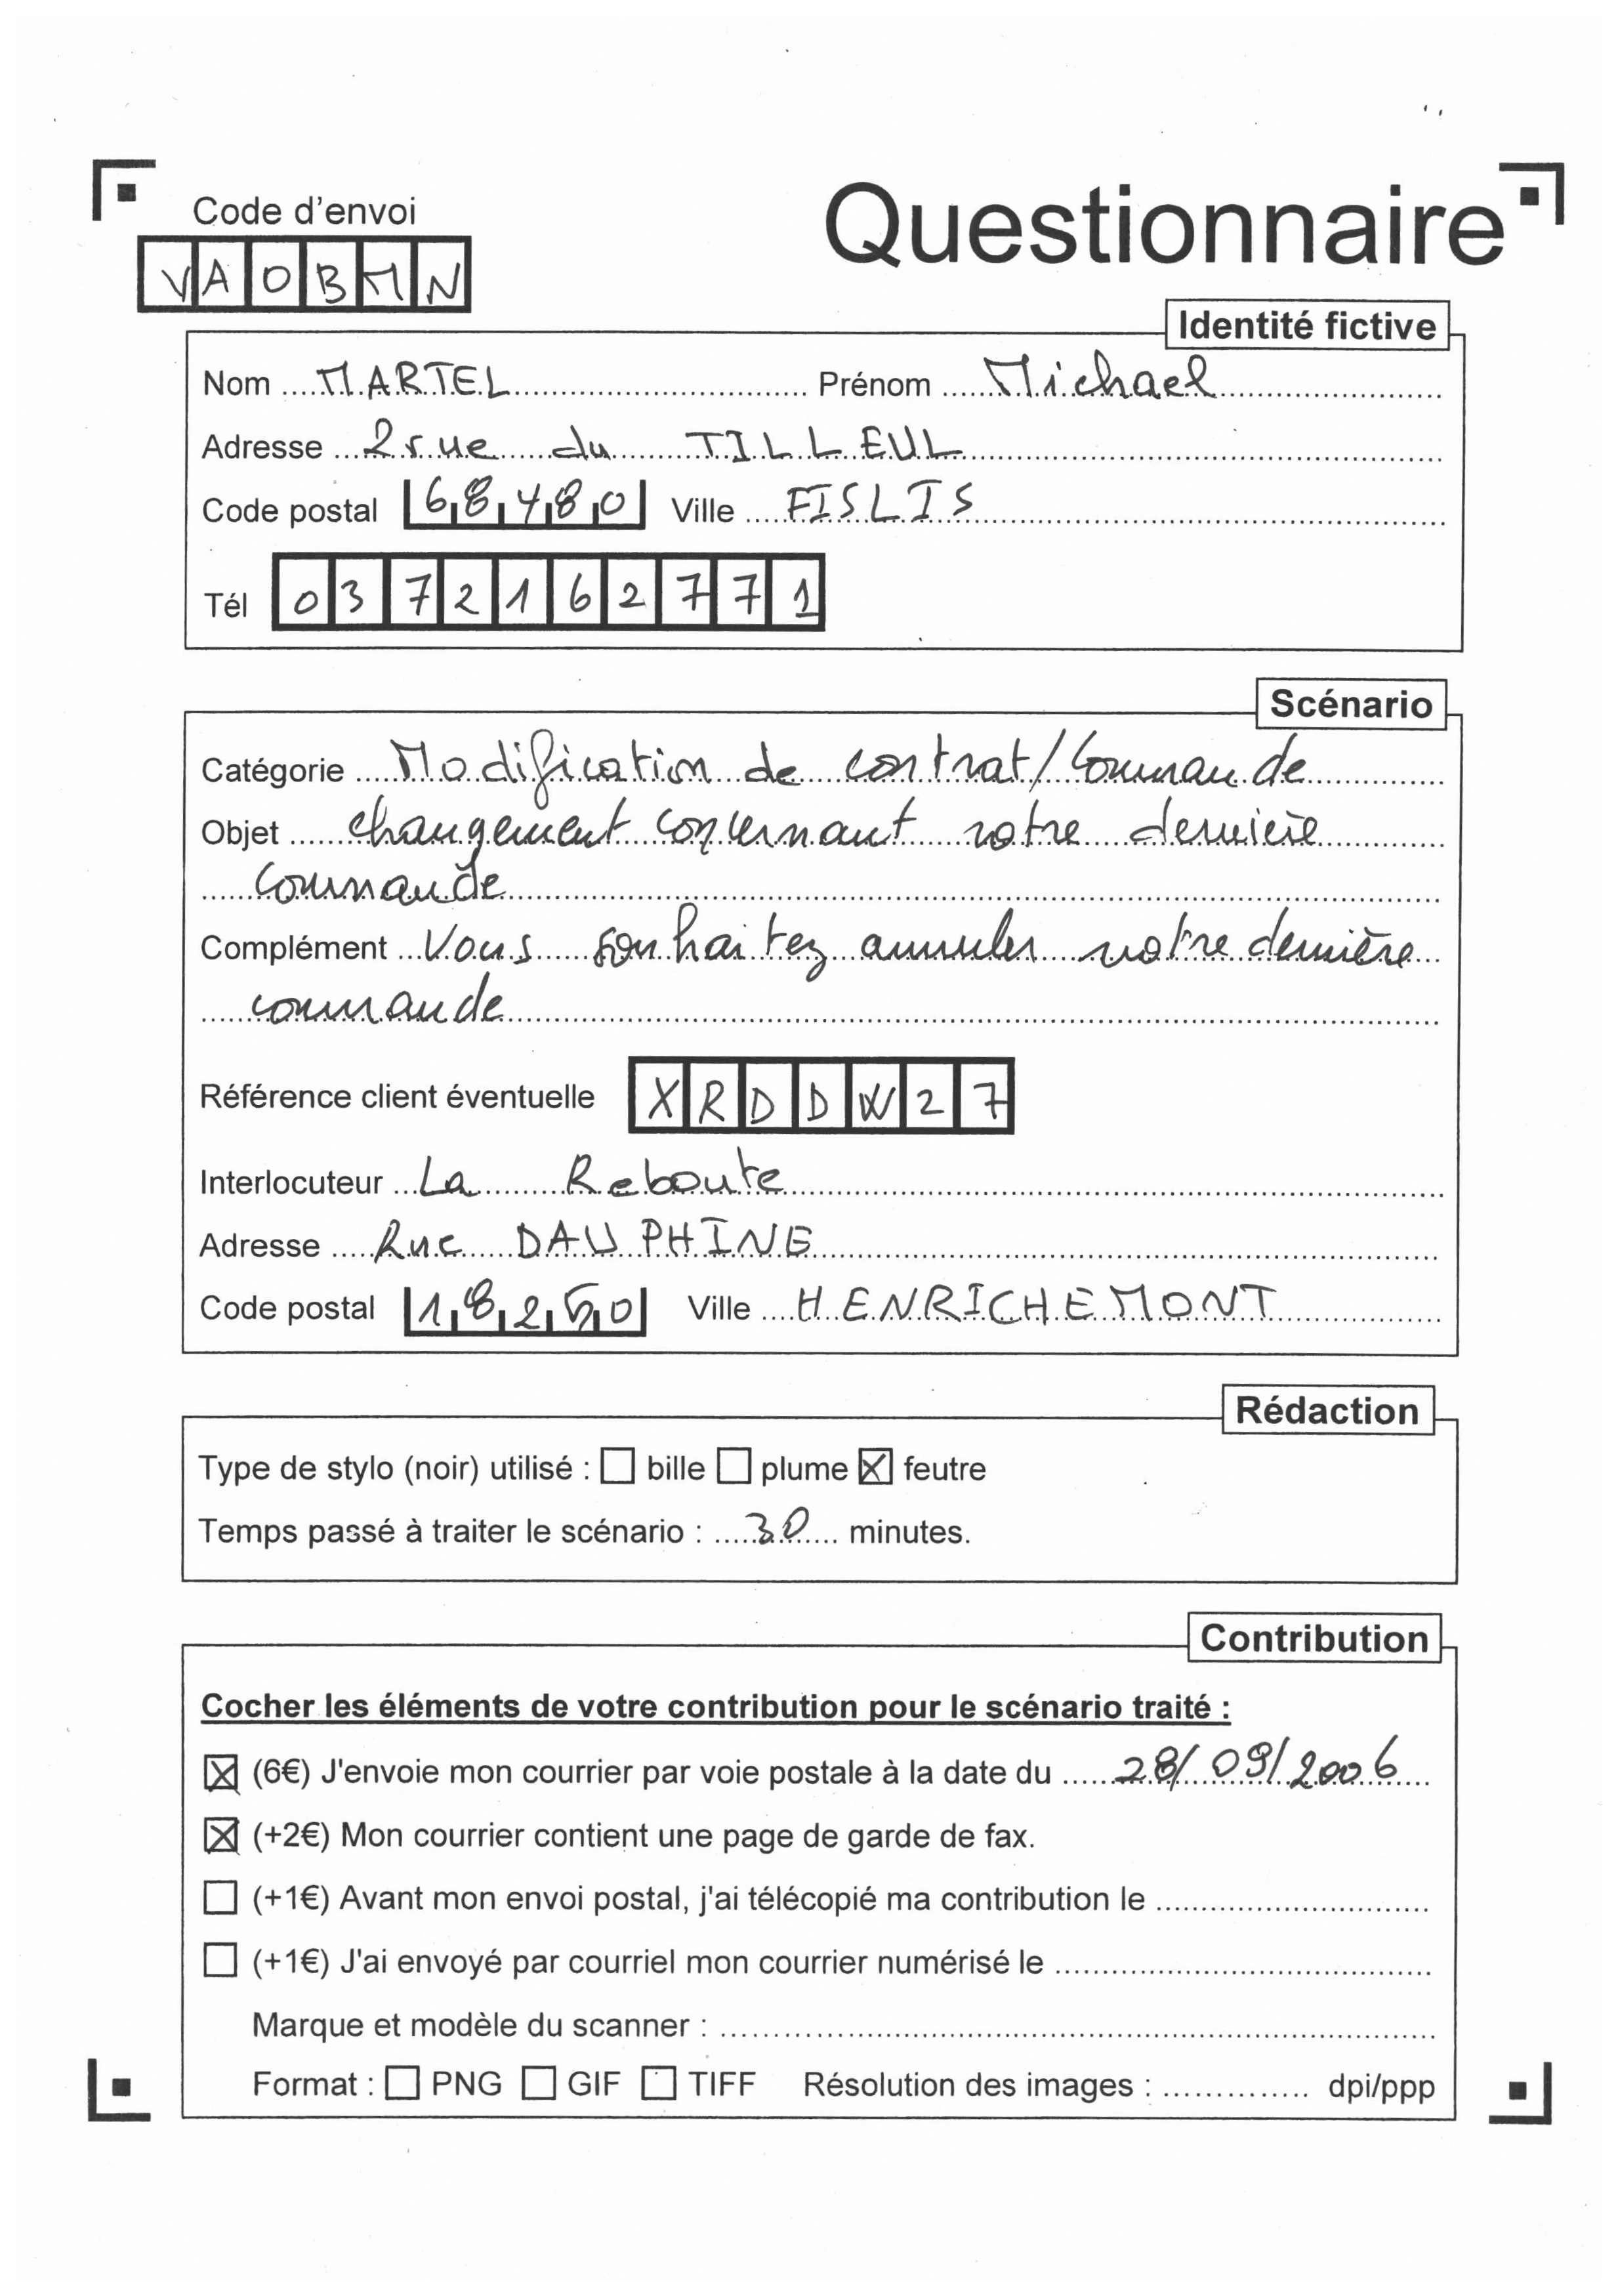 Code d'envoi
Questionnaire
VAOBMN
Identité fictive
Nom MARTEL Prénom Michael
Adresse 2 rue du TILLEUL
Code postal 68480 Ville FISLIS
Tél 0372162771
Scénario
Catégorie Modification de contrat/Commande
Objet changement concernant votre dernière
Commande
Complément Vous souhaitez annuler votre dernière
commande
Référence client éventuelle XRDDW27
Interlocuteur La Reboute
Adresse Rue DAUPHINE
Code postal 18250 Ville HENRICHEMONT
Rédaction
Type de stylo (noir) utilisé : ☐ bille ☐ plume ☒ feutre
Temps passé à traiter le scénario : 30 minutes.
Contribution
Cocher les éléments de votre contribution pour le scénario traité :
☒ (6€) J'envoie mon courrier par voie postale à la date du 28/09/2006
☒ (+2€) Mon courrier contient une page de garde de fax.
☐ (+1€) Avant mon envoi postal, j'ai télécopié ma contribution le
☐ (+1€) J'ai envoyé par courriel mon courrier numérisé le
Marque et modèle du scanner :
Format : ☐ PNG ☐ GIF ☐ TIFF Résolution des images : dpi/ppp